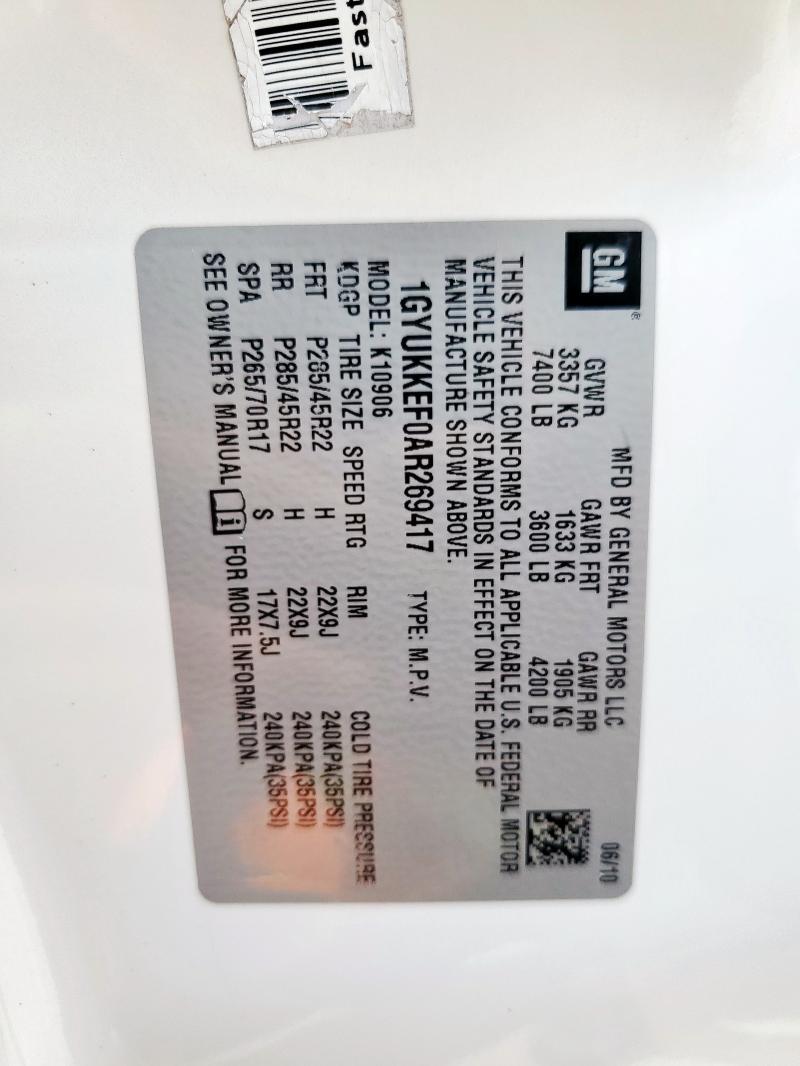 Fast
GM®
MFD BY GENERAL MOTORS LLC 06/10
GVWR GAWR FRT GAWR RR
3357 KG 1633 KG 1905 KG
7400 LB 3600 LB 4200 LB
THIS VEHICLE CONFORMS TO ALL APPLICABLE U.S. FEDERAL MOTOR
VEHICLE SAFETY STANDARDS IN EFFECT ON THE DATE OF
MANUFACTURE SHOWN ABOVE.
1GYUKKEF0AR269417 TYPE: M.P.V.
MODEL: K10906
KDGP TIRE SIZE SPEED RTG RIM COLD TIRE PRESSURE
FRT P285/45R22 H 22X9J 240KPA(35PSI)
RR P285/45R22 H 22X9J 240KPA(35PSI)
SPA P265/70R17 S 17X7.5J 240KPA(35PSI)
SEE OWNER'S MANUAL i FOR MORE INFORMATION.